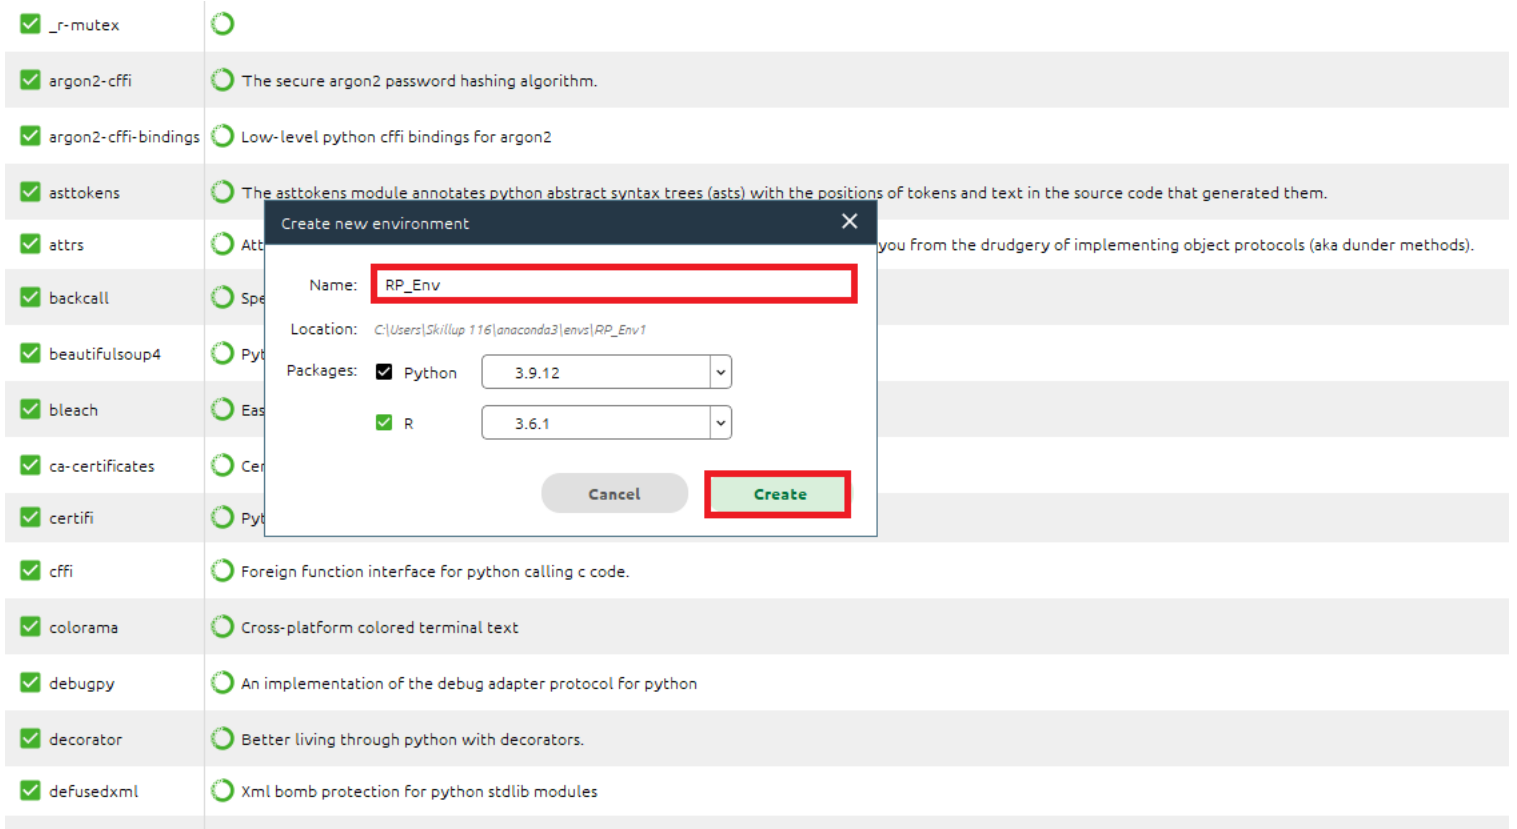 _r-mutex
argon2-cffi The secure argon2 password hashing algorithm.
argon2-cffi-bindings Low-level python cffi bindings for argon2
asttokens The asttokens module annotates python abstract syntax trees (asts) with the positions of tokens and text in the source code that generated them.
attrs Att you from the drudgery of implementing object protocols (aka dunder methods).
backcall Spe
beautifulsoup4 Pyt
bleach Eas
ca-certificates Cer
certifi Pyt
Create new environment
Name: RP_Env
Location: C:\Users\Skillup 116\anaconda3\envs\RP_Env1
Packages: Python 3.9.12
R 3.6.1
Cancel Create
cffi Foreign function interface for python calling c code.
colorama Cross-platform colored terminal text
debugpy An implementation of the debug adapter protocol for python
decorator Better living through python with decorators.
defusedxml Xml bomb protection for python stdlib modules